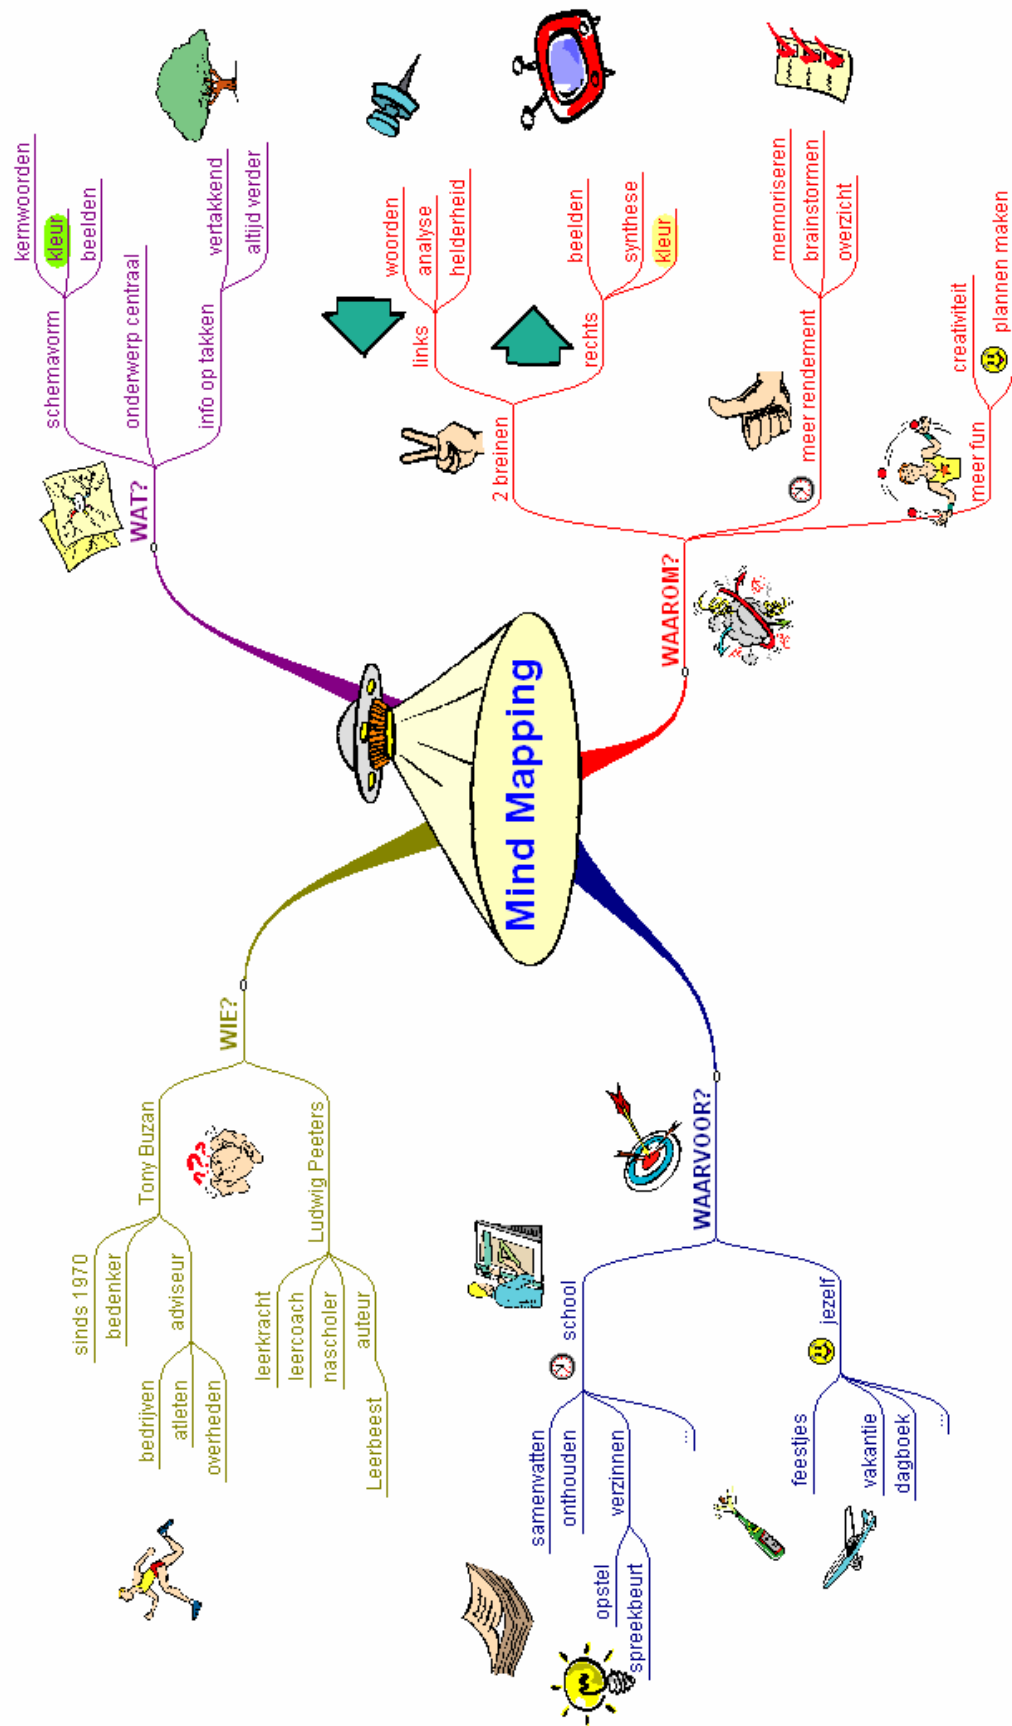 Mind Mapping
WAT?
schemavorm
kernwoorden
kleur
beelden
onderwerp centraal
info op takken
vertakkend
altijd verder
WAAROM?
2 breinen
links
woorden
analyse
helderheid
rechts
beelden
synthese
kleur
meer rendement
memoriseren
brainstormen
overzicht
meer fun
creativiteit
plannen maken
WAARVOOR?
school
samenvatten
onthouden
verzinnen
opstel
spreekbeurt
...
jezelf
feestjes
vakantie
dagboek
...
WIE?
Tony Buzan
sinds 1970
bedenker
adviseur
bedrijven
atleten
overheden
??
Ludwig Peeters
leerkracht
leercoach
nascholer
auteur
Leerbeest